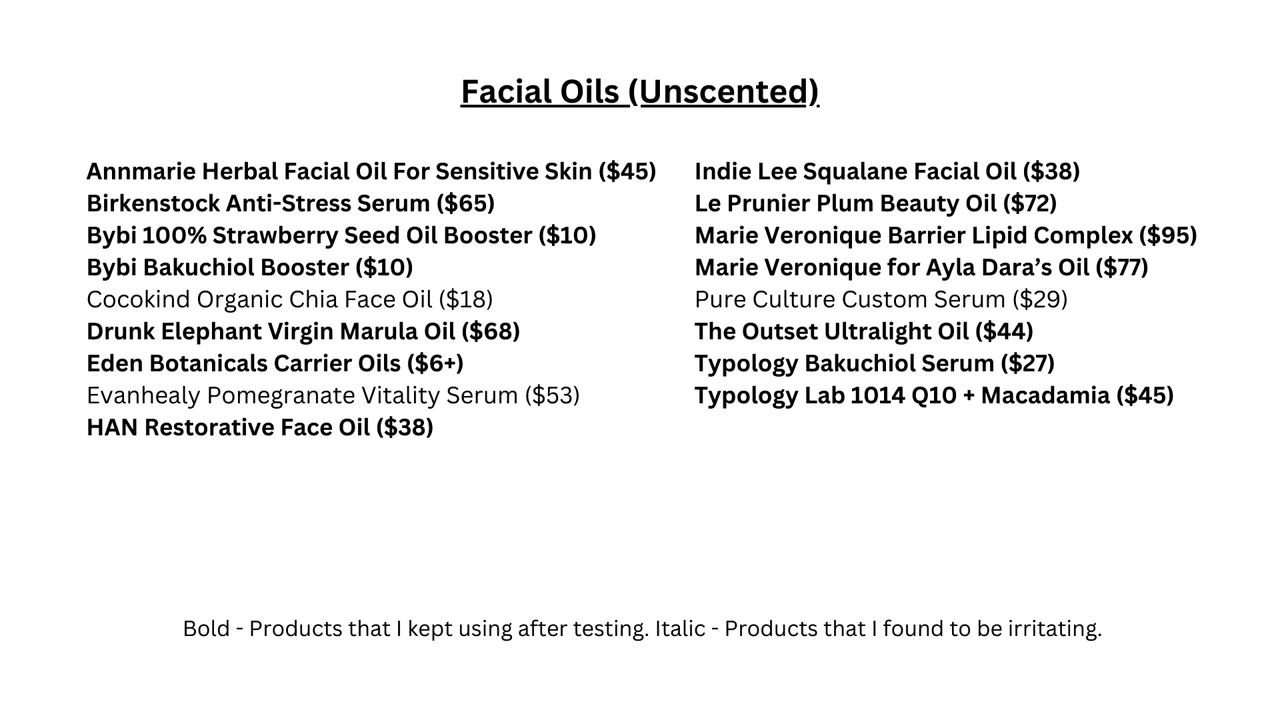 Facial Oils (Unscented)
Annmarie Herbal Facial Oil For Sensitive Skin ($45)
Birkenstock Anti-Stress Serum ($65)
Bybi 100% Strawberry Seed Oil Booster ($10)
Bybi Bakuchiol Booster ($10)
Cocokind Organic Chia Face Oil ($18)
Drunk Elephant Virgin Marula Oil ($68)
Eden Botanicals Carrier Oils ($6+)
Evanhealy Pomegranate Vitality Serum ($53)
HAN Restorative Face Oil ($38)
Indie Lee Squalane Facial Oil ($38)
Le Prunier Plum Beauty Oil ($72)
Marie Veronique Barrier Lipid Complex ($95)
Marie Veronique for Ayla Dara’s Oil ($77)
Pure Culture Custom Serum ($29)
The Outset Ultralight Oil ($44)
Typology Bakuchiol Serum ($27)
Typology Lab 1014 Q10 + Macadamia ($45)
Bold - Products that I kept using after testing. Italic - Products that I found to be irritating.